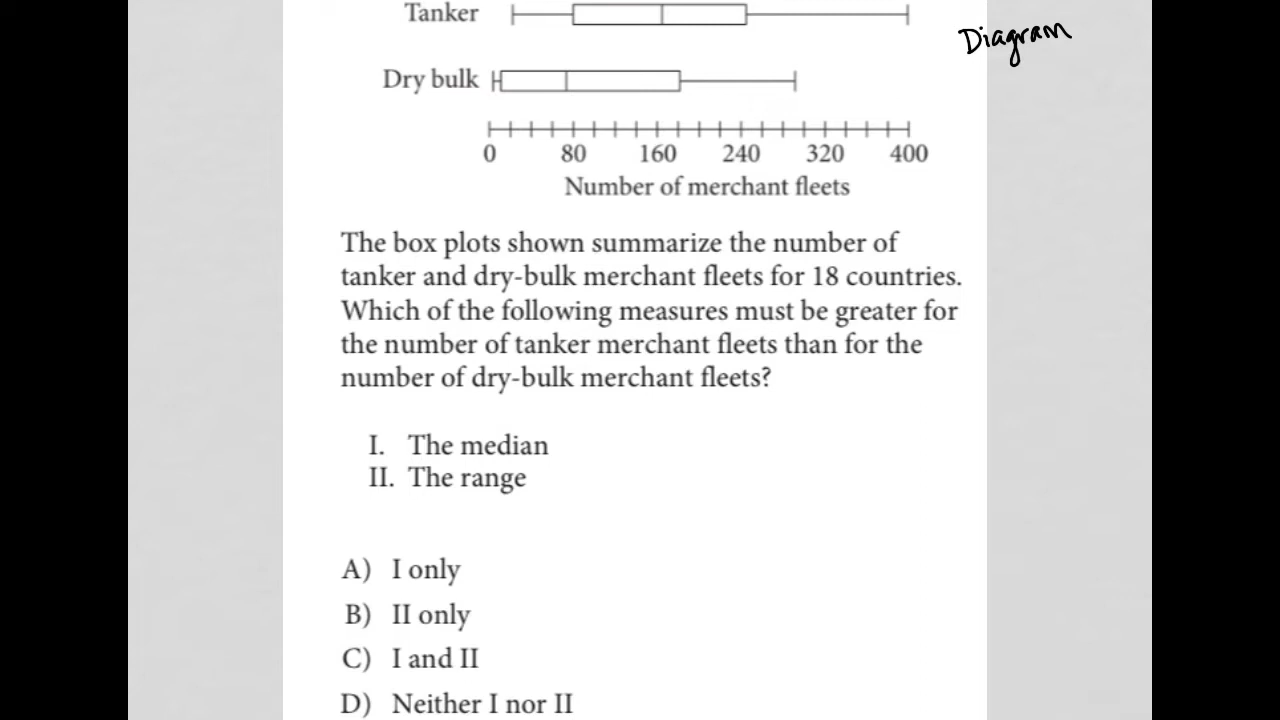 Tanker
Diagram
Dry bulk
0 80 160 240 320 400
Number of merchant fleets
The box plots shown summarize the number of
tanker and dry-bulk merchant fleets for 18 countries.
Which of the following measures must be greater for
the number of tanker merchant fleets than for the
number of dry-bulk merchant fleets?
I. The median
II. The range
A) I only
B) II only
C) I and II
D) Neither I nor II